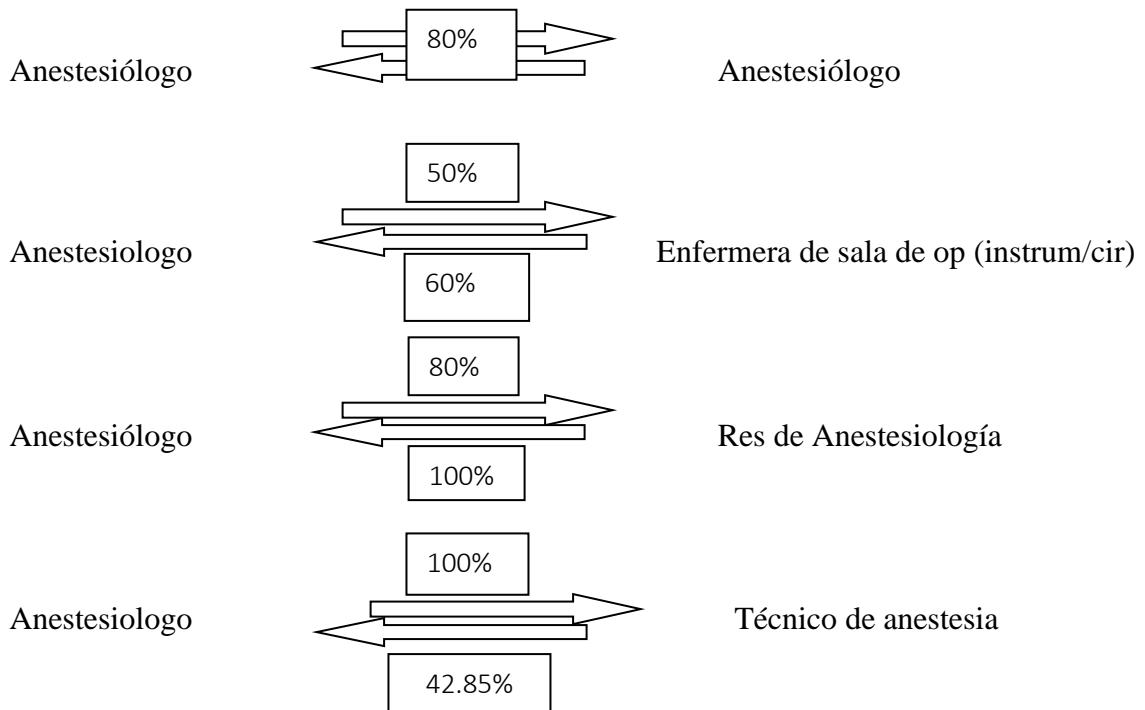 80%
Anestesiólogo Anestesiólogo
50%
Anestesiologo Enfermera de sala de op (instrum/cir)
60%
80%
Anestesiólogo Res de Anestesiología
100%
100%
Anestesiologo Técnico de anestesia
42.85%